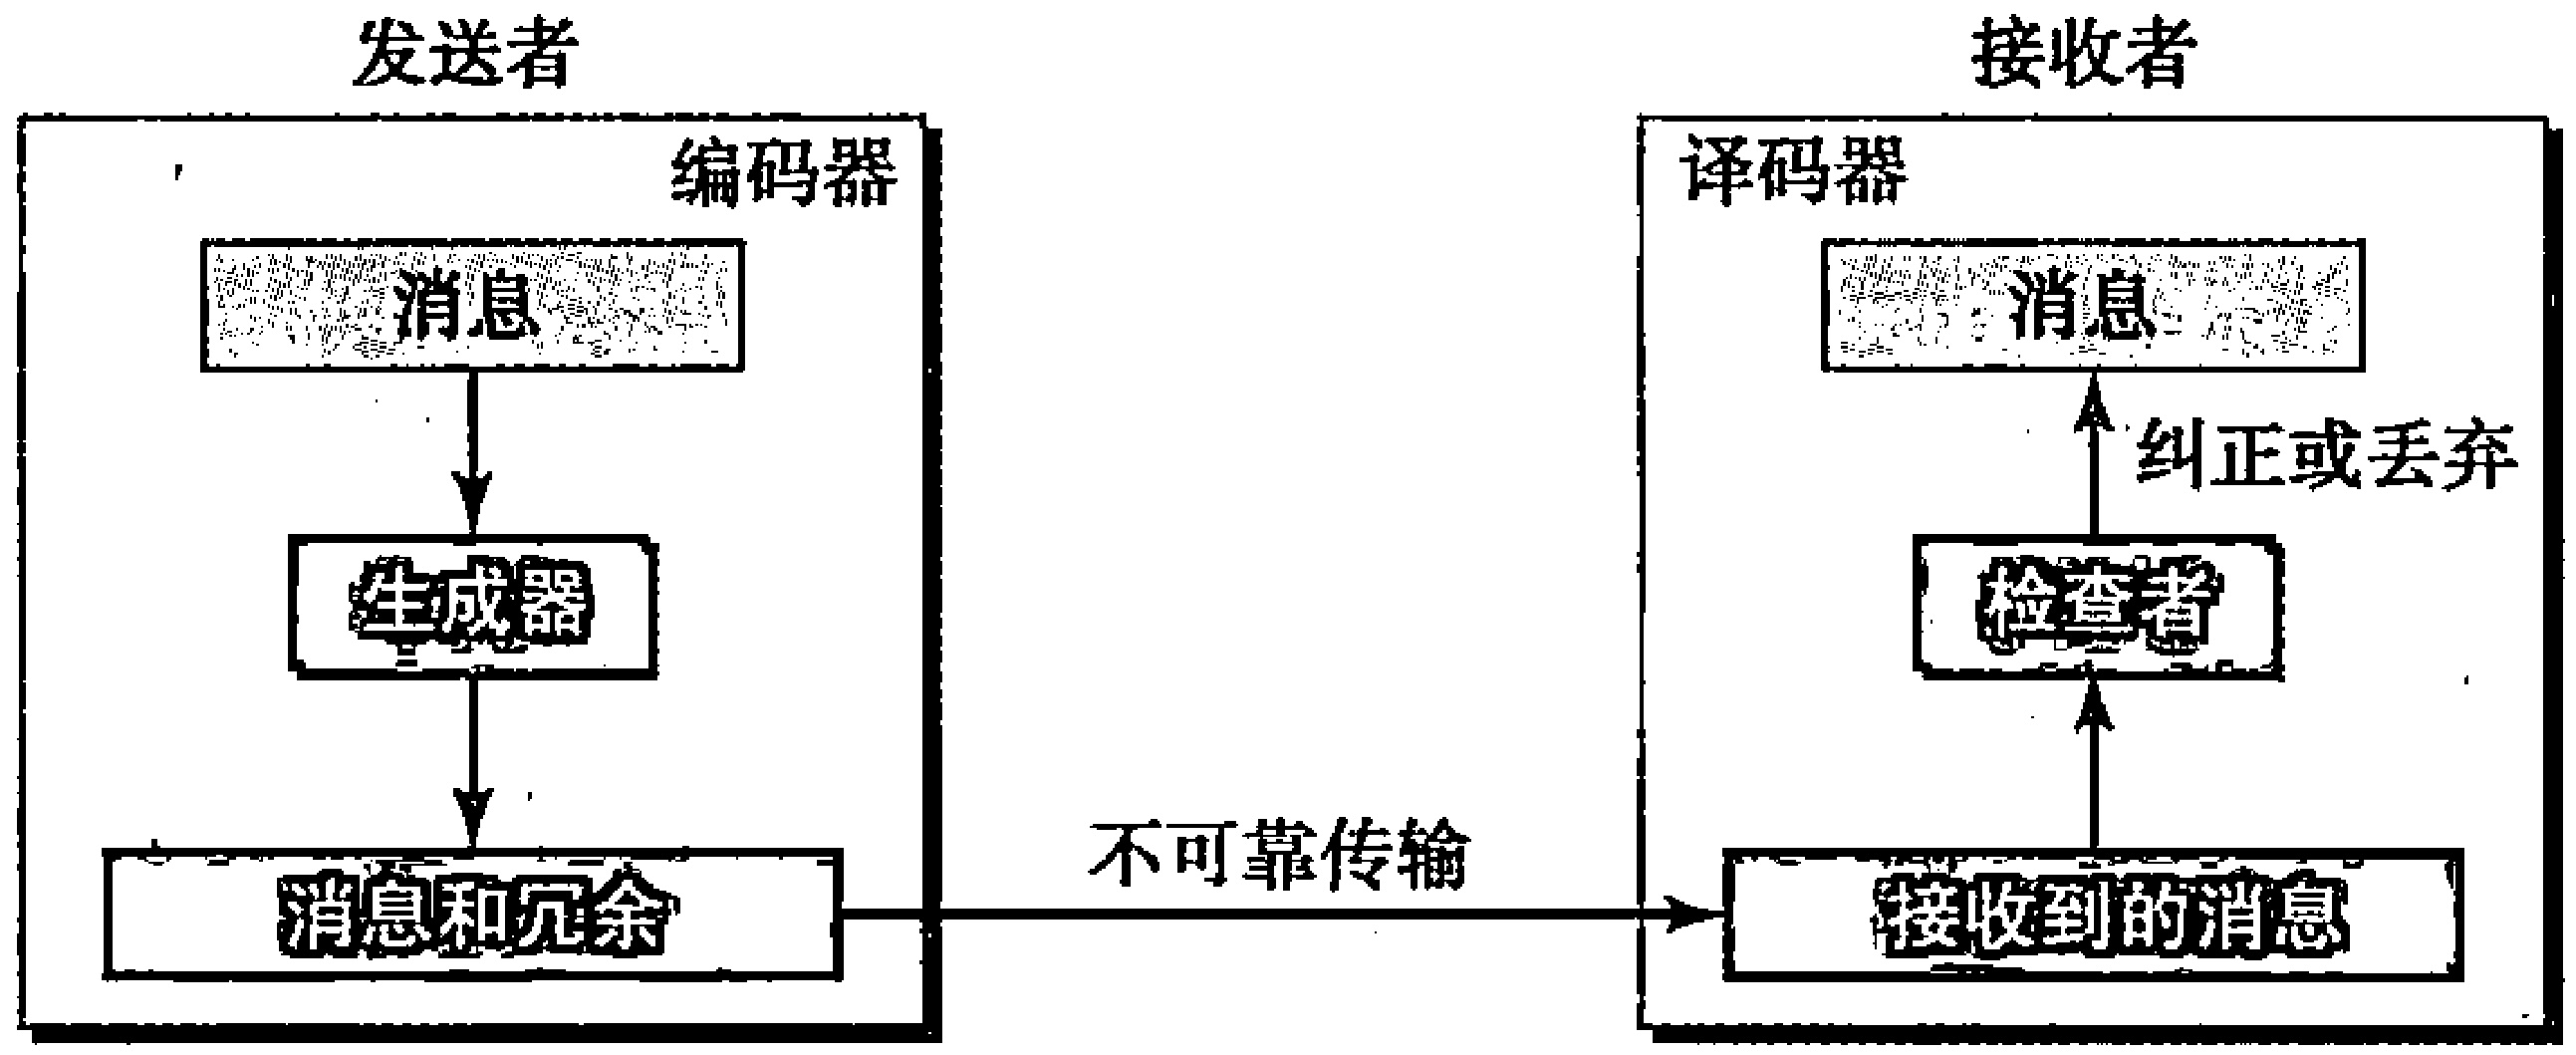 发送者
编码器
消息
生成器
消息和冗余
不可靠传输
接收者
译码器
消息
纠正或丢弃
检查者
接收到的消息